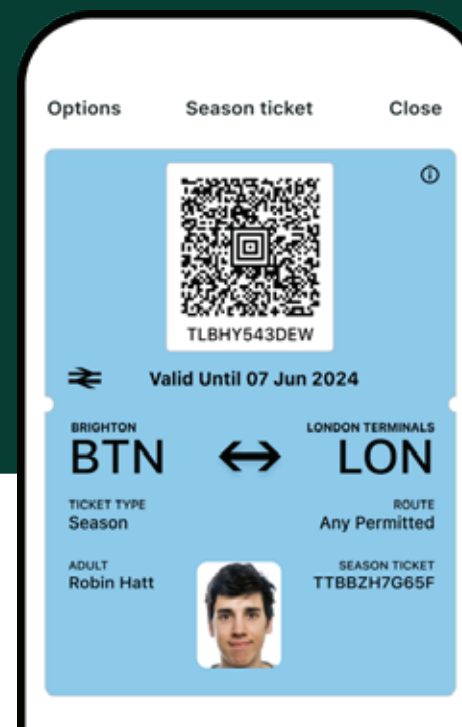 Options Season ticket Close
TLBHY543DEW
Valid Until 07 Jun 2024
BRIGHTON LONDON TERMINALS
BTN LON
TICKET TYPE ROUTE
Season Any Permitted
ADULT SEASON TICKET
Robin Hatt TTBBZH7G65F